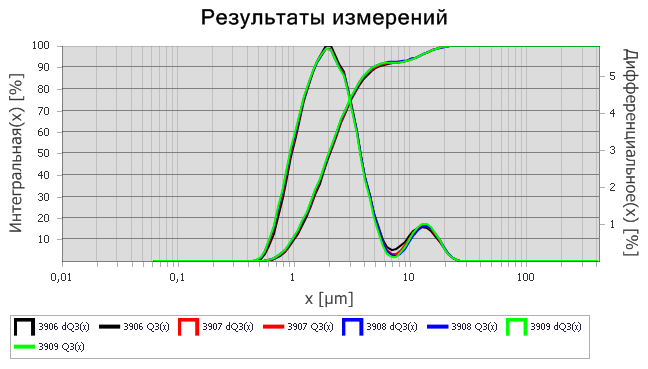 Результаты измерений
Интегральная(x) [%]
100
90
80
70
60
50
40
30
20
10
Дифференциальное(x) [%]
5
4
3
2
1
0,01 0,1 1 10 100
x [µm]
3906 dQ3(x) 3906 Q3(x) 3907 dQ3(x) 3907 Q3(x) 3908 dQ3(x) 3908 Q3(x) 3909 dQ3(x)
3909 Q3(x)